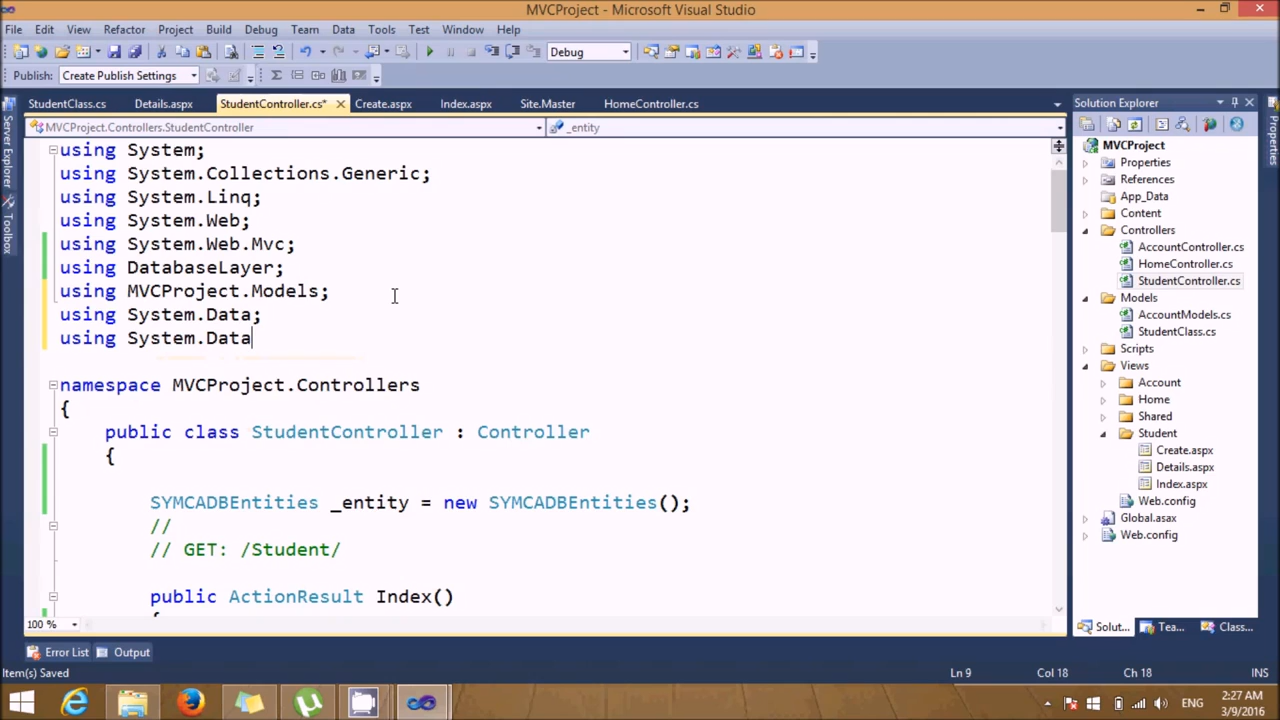 MVCProject - Microsoft Visual Studio
File Edit View Refactor Project Build Debug Team Data Tools Test Window Help
Debug
Publish: Create Publish Settings
StudentClass.cs Details.aspx StudentController.cs* Create.aspx Index.aspx Site.Master HomeController.cs
MVCProject.Controllers.StudentController _entity
Server Explorer
Toolbox
using System;
using System.Collections.Generic;
using System.Linq;
using System.Web;
using System.Web.Mvc;
using DatabaseLayer;
using MVCProject.Models;
using System.Data;
using System.Data
namespace MVCProject.Controllers
{
public class StudentController : Controller
{
SYMCADBEntities _entity = new SYMCADBEntities();
//
// GET: /Student/
public ActionResult Index()
{
100 %
Solution Explorer
MVCProject
Properties
References
App_Data
Content
Controllers
AccountController.cs
HomeController.cs
StudentController.cs
Models
AccountModels.cs
StudentClass.cs
Scripts
Views
Account
Home
Shared
Student
Create.aspx
Details.aspx
Index.aspx
Web.config
Global.asax
Web.config
Solut... Tea... Class...
Properties
Error List Output
Item(s) Saved Ln 9 Col 18 Ch 18 INS
ENG 2:27 AM
3/9/2016